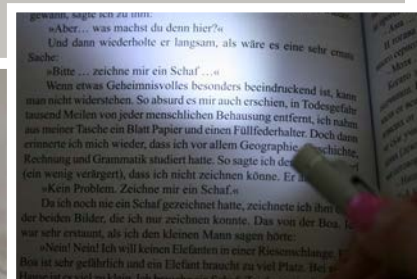 gewann, sagte ich zu ihm:
»Aber... was machst du denn hier?«
Und dann wiederholte er langsam, als wäre es eine sehr ernste
Sache:
»Bitte ... zeichne mir ein Schaf ...«
Wenn etwas Geheimnisvolles besonders beeindruckend ist, kann
man nicht widerstehen. So absurd es mir auch erschien, in Todesgefahr
tausend Meilen von jeder menschlichen Behausung entfernt, ich nahm
aus meiner Tasche ein Blatt Papier und einen Füllfederhalter. Doch dann
erinnerte ich mich wieder, dass ich vor allem Geographie,
Rechnung und Grammatik studiert hatte. So sagte ich
(ein wenig verärgert), dass ich nicht zeichnen könne. Er
»Kein Problem. Zeichne mir ein Schaf.«
Da ich noch nie ein Schaf gezeichnet hatte, zeichnete ich ihm
der beiden Bilder, die ich nur zeichnen konnte. Das von der Boa.
war sehr erstaunt, als ich den kleinen Mann sagen hörte:
»Nein! Nein! Ich will keinen Elefanten in einer Riesenschlange.
Boa ist sehr gefährlich und ein Elefant braucht zu viel Platz. Bei